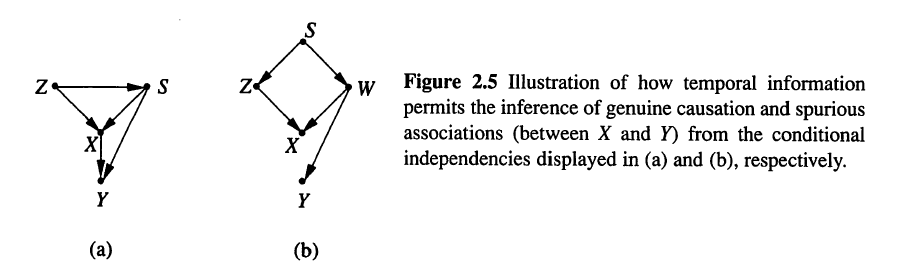 S
Z S
Z W
X
X
Y
Y
(a)
(b)
Figure 2.5 Illustration of how temporal information
permits the inference of genuine causation and spurious
associations (between X and Y) from the conditional
independencies displayed in (a) and (b), respectively.